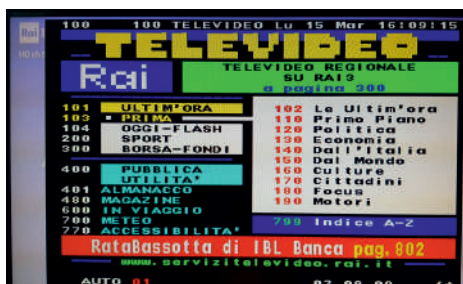 Rai
100 100 TELEVIDEO Lu 15 Mar 16:09:15
TELEVIDEO
Rai
TELEVIDEO REGIONALE
SU RAI3
a pagina 300
101 ULTIM'ORA
103 PRIMA
104 OGGI-FLASH
200 SPORT
300 BORSA-FONDI
400 PUBBLICA
UTILITA'
401 ALMANACCO
480 MAGAZINE
600 IN VIAGGIO
700 METEO
770 ACCESSIBILITA'
102 Le Ultim'ora
110 Primo Piano
120 Politica
130 Economia
140 Dall'Italia
150 Dal Mondo
160 Culture
170 Cittadini
180 Focus
190 Motori
799 Indice A-Z
RataBassotta di IBL Banca pag.802
www.servizitelevideo.rai.it
AUTO